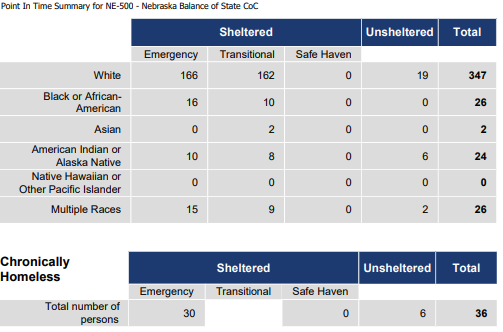 Point In Time Summary for NE-500 - Nebraska Balance of State CoC
Sheltered Unsheltered Total
Emergency Transitional Safe Haven
White 166 162 0 19 347
Black or African-
American 16 10 0 0 26
Asian 0 2 0 0 2
American Indian or
Alaska Native 10 8 0 6 24
Native Hawaiian or
Other Pacific Islander 0 0 0 0 0
Multiple Races 15 9 0 2 26
Chronically
Homeless
Sheltered Unsheltered Total
Emergency Transitional Safe Haven
Total number of
persons 30 0 6 36